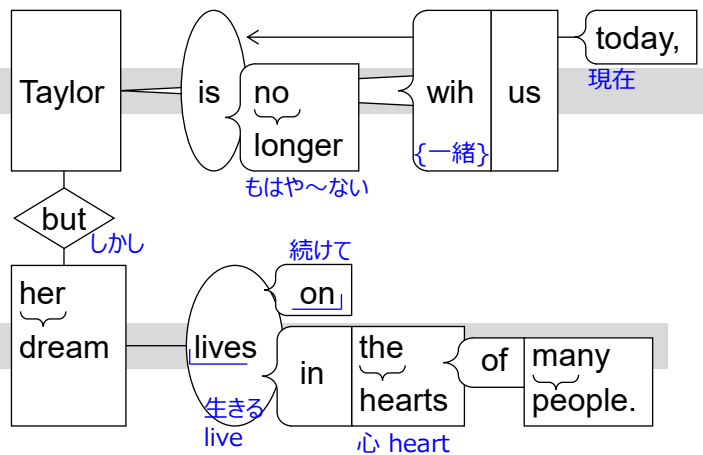 Taylor is no longer wih us today,
現在
{一緒}
もはや～ない
but
しかし
her dream lives on in the hearts of many people.
続けて
生きる
live
心 heart